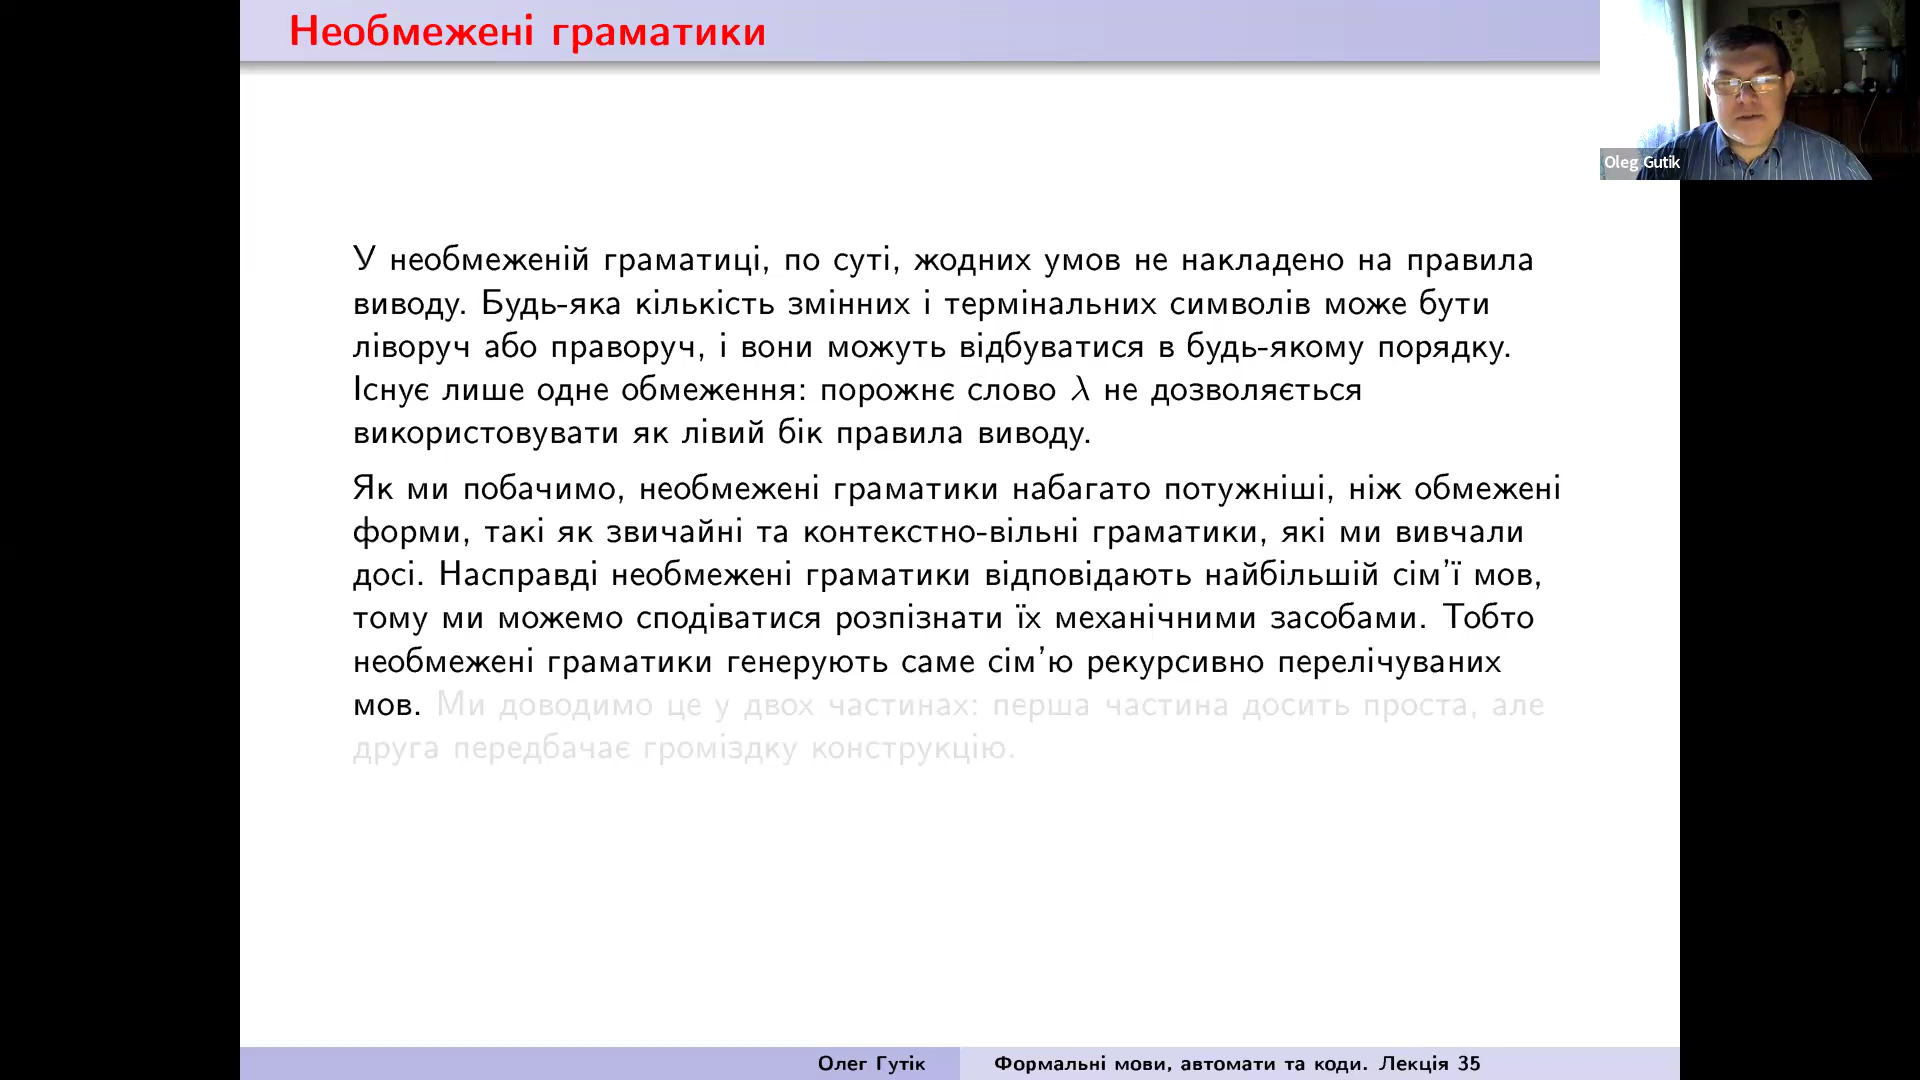 Необмежені граматики
Oleg Gutik
У необмеженій граматиці, по суті, жодних умов не накладено на правила
виводу. Будь-яка кількість змінних і термінальних символів може бути
ліворуч або праворуч, і вони можуть відбуватися в будь-якому порядку.
Існує лише одне обмеження: порожнє слово λ не дозволяється
використовувати як лівий бік правила виводу.
Як ми побачимо, необмежені граматики набагато потужніші, ніж обмежені
форми, такі як звичайні та контекстно-вільні граматики, які ми вивчали
досі. Насправді необмежені граматики відповідають найбільшій сім'ї мов,
тому ми можемо сподіватися розпізнати їх механічними засобами. Тобто
необмежені граматики генерують саме сім'ю рекурсивно перелічуваних
мов. Ми доводимо це у двох частинах: перша частина досить проста, але
друга передбачає громіздку конструкцію.
Олег Гутік
Формальні мови, автомати та коди. Лекція 35